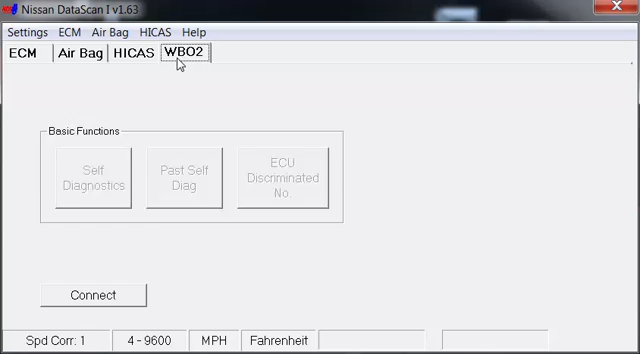 Nissan DataScan I v1.63
Settings ECM Air Bag HICAS Help
ECM Air Bag HICAS WBO2
Basic Functions
Self Diagnostics
Past Self Diag
ECU Discriminated No.
Connect
Spd Corr: 1 4 - 9600 MPH Fahrenheit